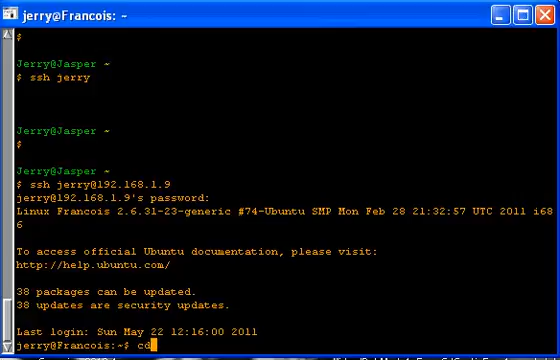 jerry@Francois: ~
$
Jerry@Jasper ~
$ ssh jerry
Jerry@Jasper ~
$
Jerry@Jasper ~
$ ssh jerry@192.168.1.9
jerry@192.168.1.9's password:
Linux Francois 2.6.31-23-generic #74-Ubuntu SMP Mon Feb 28 21:32:57 UTC 2011 i68
6
To access official Ubuntu documentation, please visit:
http://help.ubuntu.com/
38 packages can be updated.
38 updates are security updates.
Last login: Sun May 22 12:16:00 2011
jerry@Francois:~$ cd